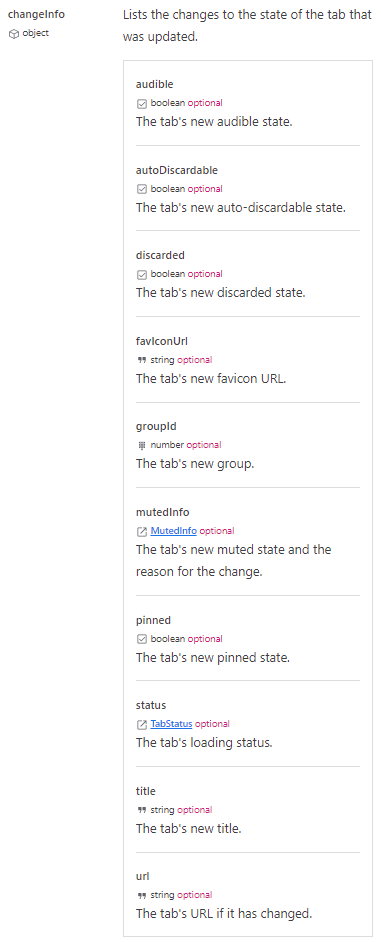 changeInfo
object
Lists the changes to the state of the tab that
was updated.
audible
boolean optional
The tab's new audible state.
autoDiscardable
boolean optional
The tab's new auto-discardable state.
discarded
boolean optional
The tab's new discarded state.
favIconUrl
string optional
The tab's new favicon URL.
groupId
number optional
The tab's new group.
mutedInfo
MutedInfo optional
The tab's new muted state and the
reason for the change.
pinned
boolean optional
The tab's new pinned state.
status
TabStatus optional
The tab's loading status.
title
string optional
The tab's new title.
url
string optional
The tab's URL if it has changed.